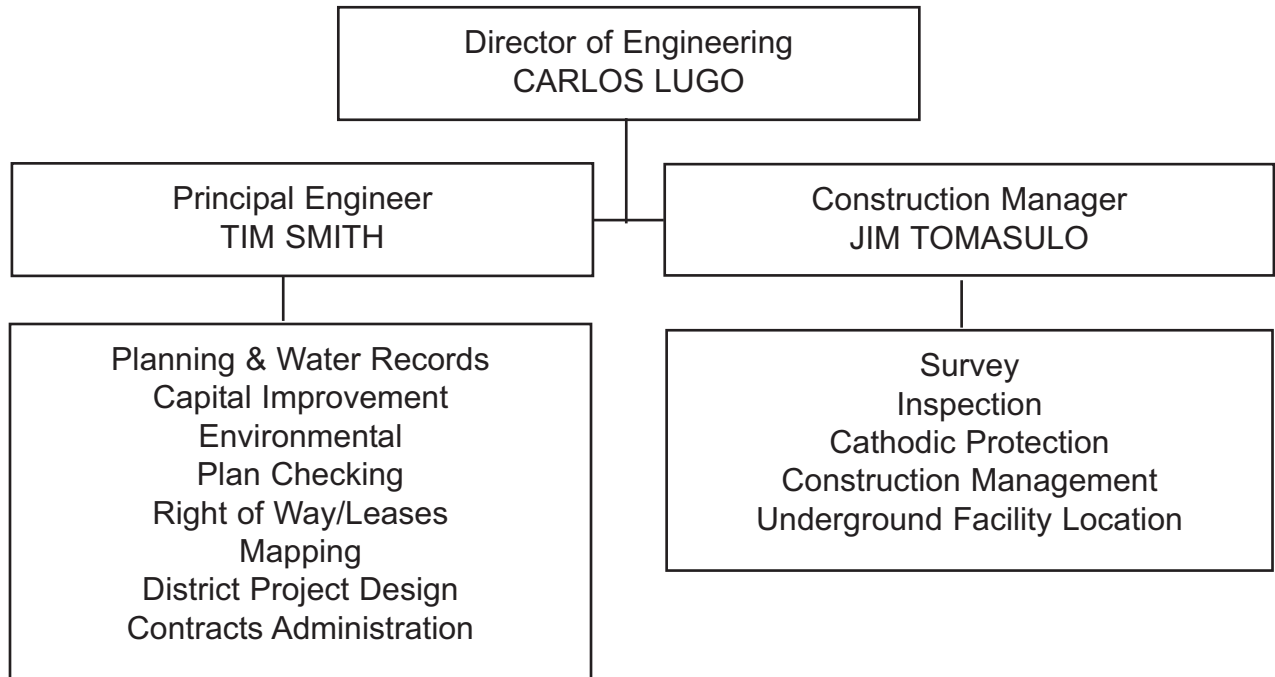 Director of Engineering
CARLOS LUGO
Principal Engineer
TIM SMITH
Construction Manager
JIM TOMASULO
Planning & Water Records
Capital Improvement
Environmental
Plan Checking
Right of Way/Leases
Mapping
District Project Design
Contracts Administration
Survey
Inspection
Cathodic Protection
Construction Management
Underground Facility Location